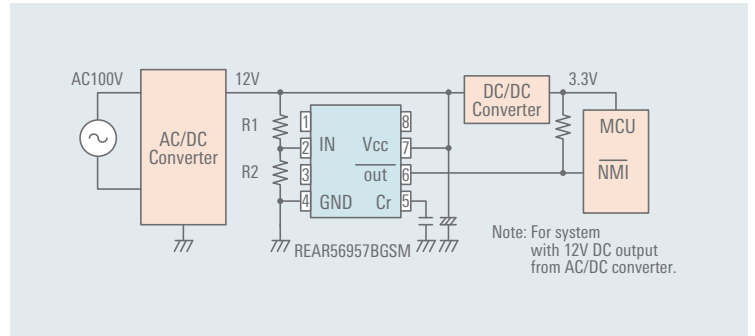 AC100V
12V
3.3V
AC/DC
Converter
DC/DC
Converter
MCU
NMI
R1
R2
1
2
3
4
8
7
6
5
IN
Vcc
out
GND
Cr
REAR56957BGSM
Note: For system
with 12V DC output
from AC/DC converter.